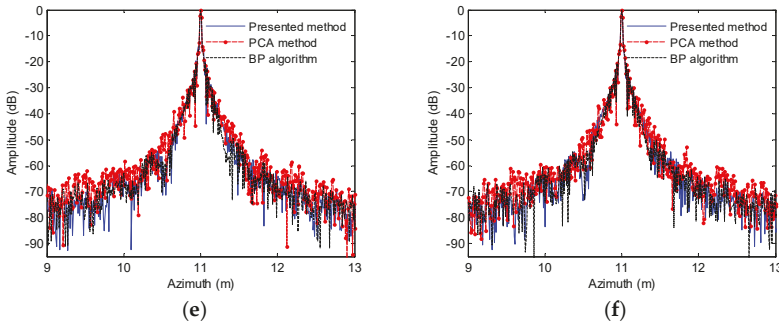 0
-10
-20
-30
-40
-50
-60
-70
-80
-90
Amplitude (dB)
Presented method
PCA method
BP algorithm
9 10 11 12 13
Azimuth (m)
(e)
0
-10
-20
-30
-40
-50
-60
-70
-80
-90
Amplitude (dB)
Presented method
PCA method
BP algorithm
9 10 11 12 13
Azimuth (m)
(f)